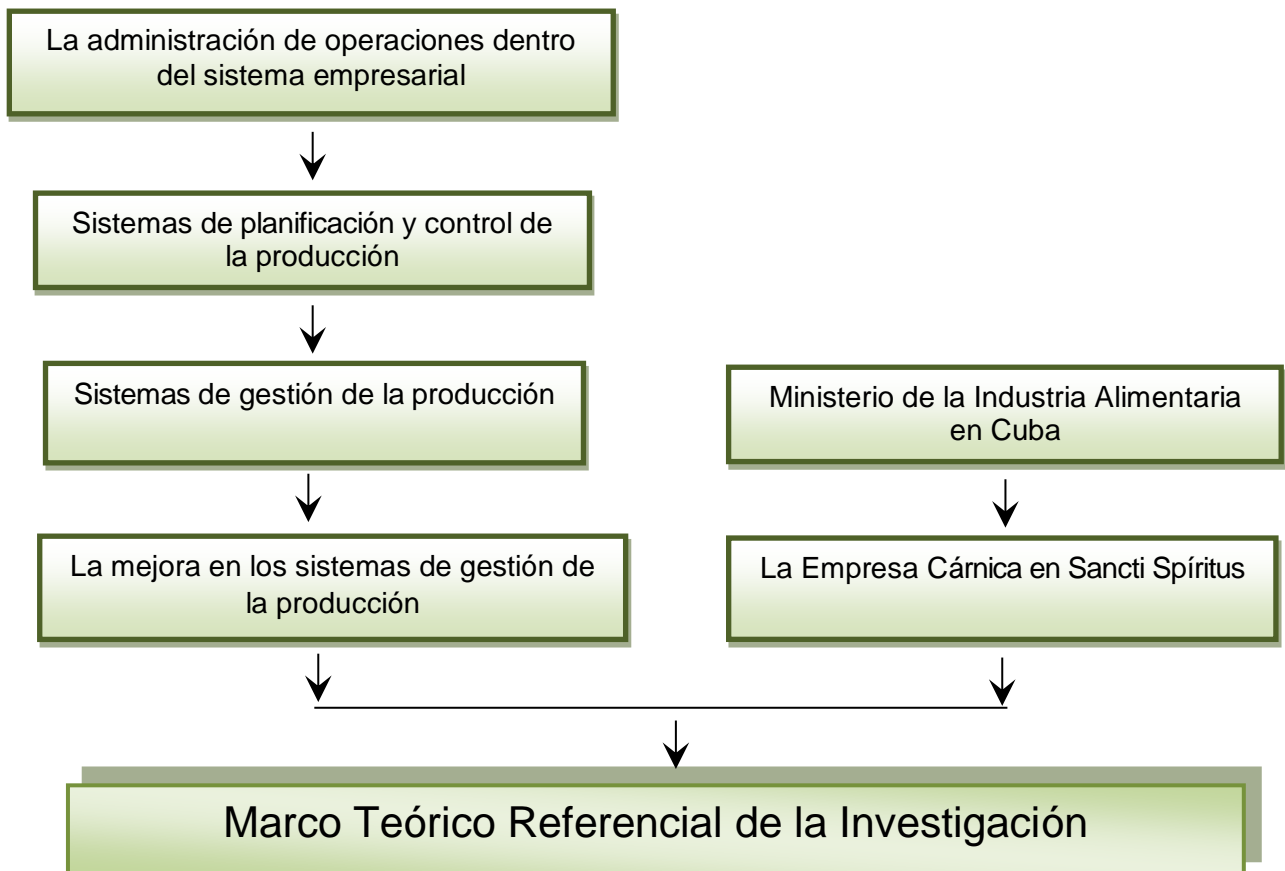 La administración de operaciones dentro
del sistema empresarial
Sistemas de planificación y control de
la producción
Sistemas de gestión de la producción
Ministerio de la Industria Alimentaria
en Cuba
La mejora en los sistemas de gestión de
la producción
La Empresa Cárnica en Sancti Spíritus
Marco Teórico Referencial de la Investigación